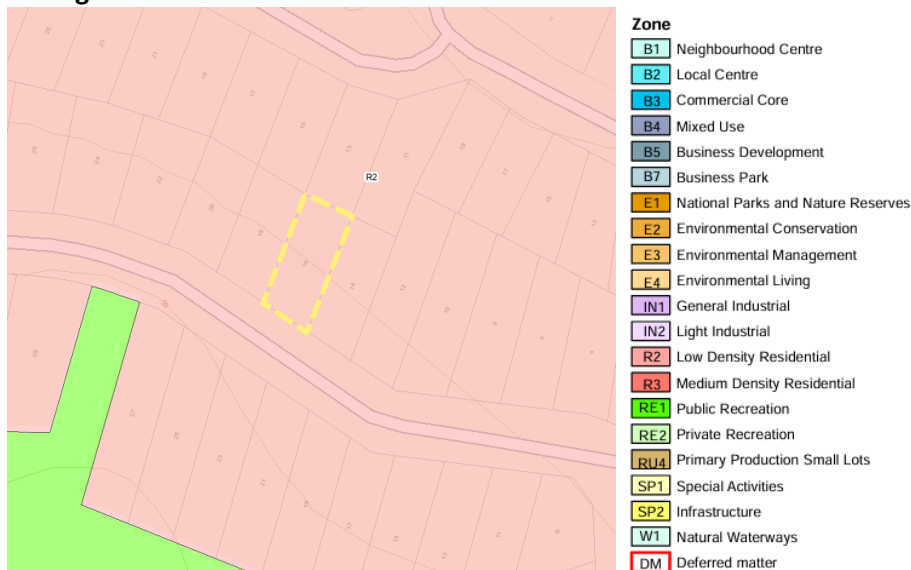 R2
Zone
B1 Neighbourhood Centre
B2 Local Centre
B3 Commercial Core
B4 Mixed Use
B5 Business Development
B7 Business Park
E1 National Parks and Nature Reserves
E2 Environmental Conservation
E3 Environmental Management
E4 Environmental Living
IN1 General Industrial
IN2 Light Industrial
R2 Low Density Residential
R3 Medium Density Residential
RE1 Public Recreation
RE2 Private Recreation
RU4 Primary Production Small Lots
SP1 Special Activities
SP2 Infrastructure
W1 Natural Waterways
DM Deferred matter